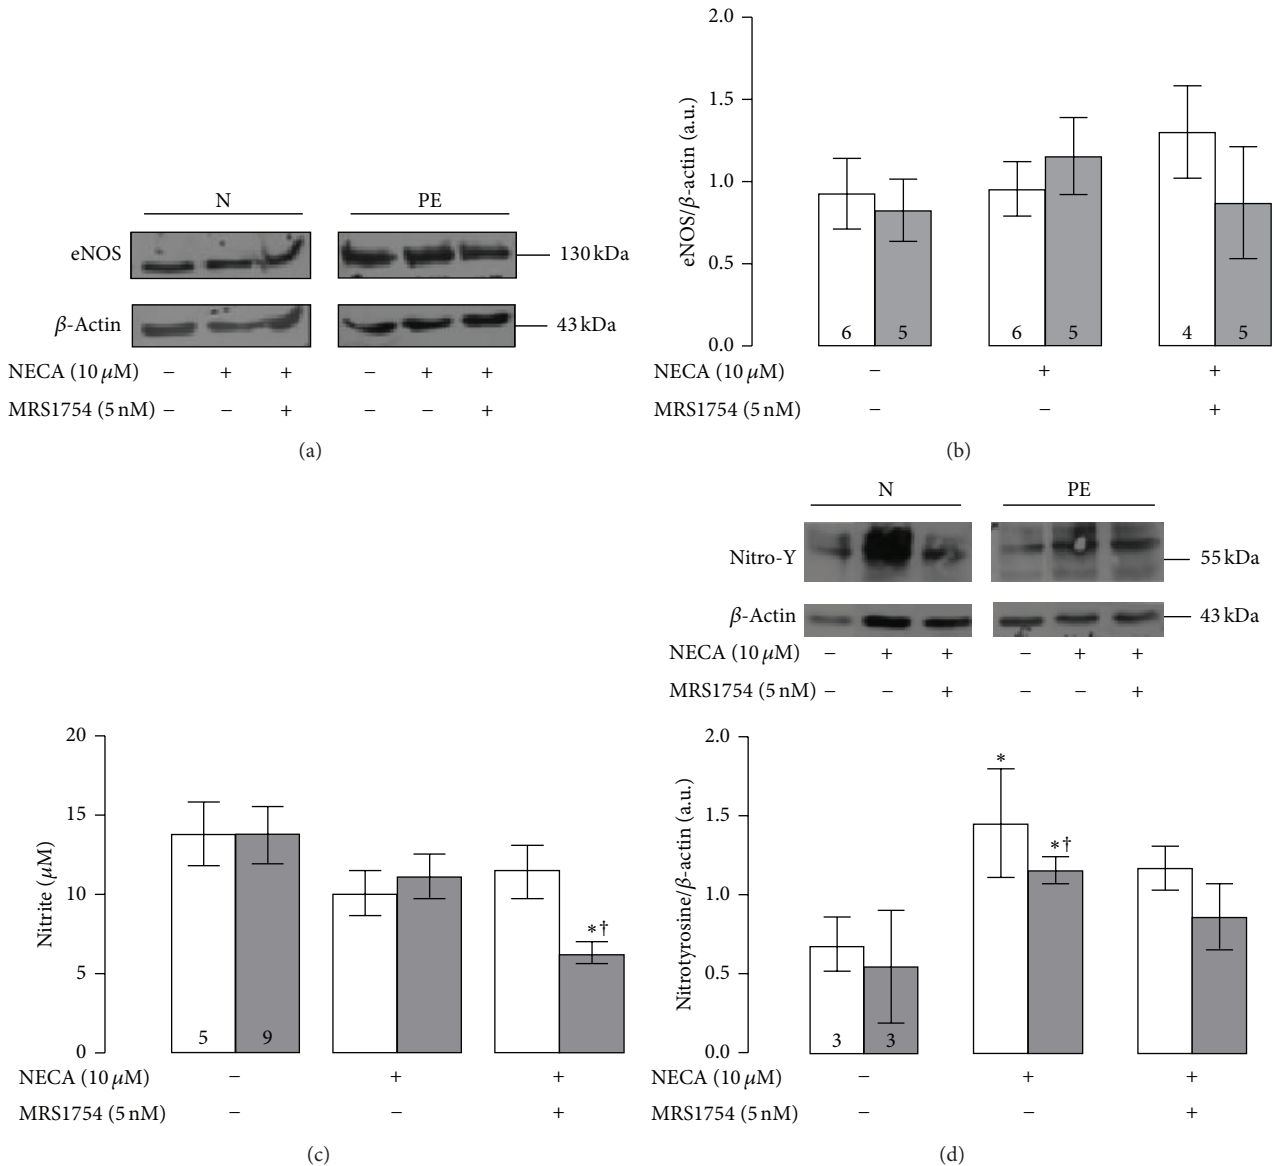 N PE
eNOS 130 kDa
β-Actin 43 kDa
NECA (10 μM) − + + − + +
MRS1754 (5 nM) − − + − − +
(a)
2.0
1.5
1.0
0.5
0.0
eNOS/β-actin (a.u.)
6 5 6 5 4 5
NECA (10 μM) − + +
MRS1754 (5 nM) − − +
(b)
20
15
10
5
0
Nitrite (μM)
*†
5 9
NECA (10 μM) − + +
MRS1754 (5 nM) − − +
(c)
N PE
Nitro-Y 55 kDa
β-Actin 43 kDa
NECA (10 μM) − + + − + +
MRS1754 (5 nM) − − + − − +
2.0
1.5
1.0
0.5
0.0
Nitrotyrosine/β-actin (a.u.)
*
*†
3 3
NECA (10 μM) − + +
MRS1754 (5 nM) − − +
(d)